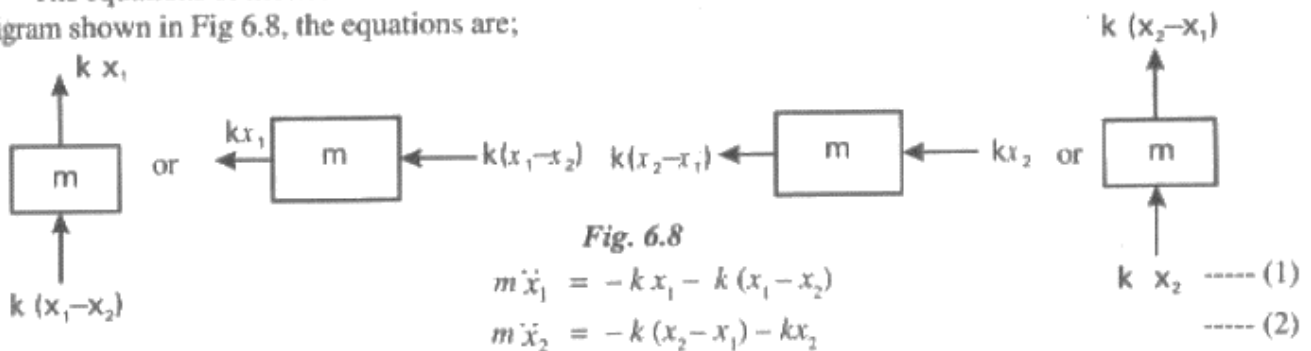 igram shown in Fig 6.8, the equations are;
k x₁
k (x₂–x₁)
m
or
kx₁
m
k(x₁–x₂)
k(x₂–x₁)
m
kx₂
or
m
k (x₁–x₂)
Fig. 6.8
k x₂
mẍ₁ = – k x₁ – k (x₁– x₂) ----- (1)
mẍ₂ = – k (x₂– x₁) – kx₂ ----- (2)